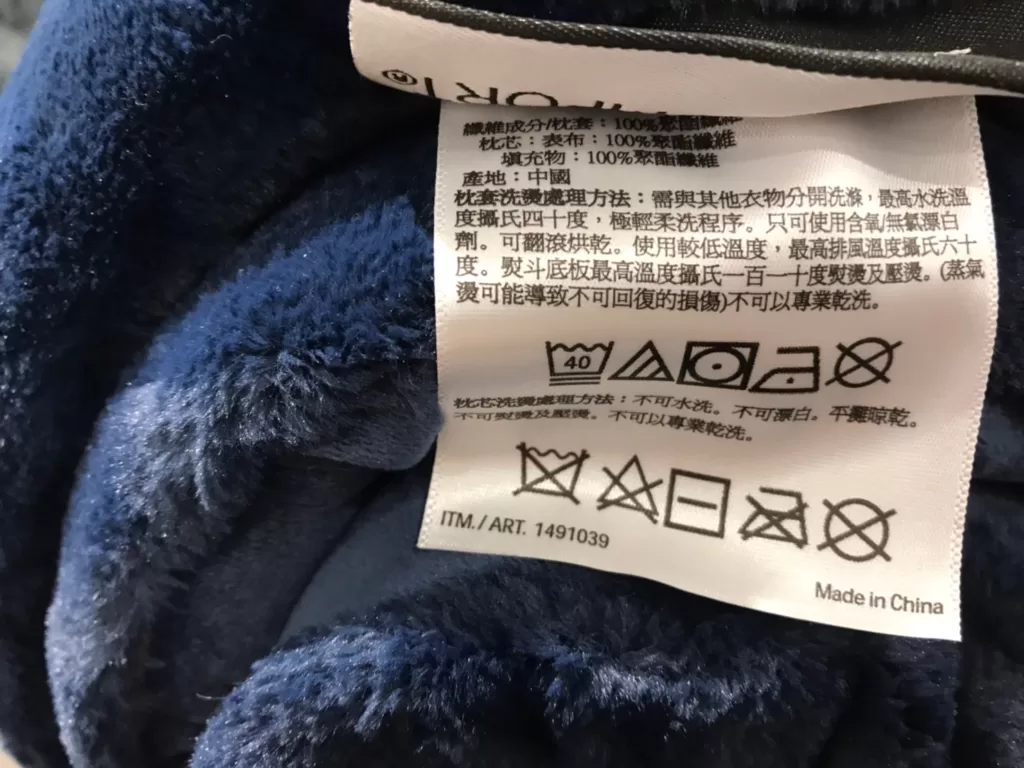 纖維成分/枕套：100%聚酯纖維
枕芯：表布：100%聚酯纖維
填充物：100%聚酯纖維
產地：中國
枕套洗燙處理方法：需與其他衣物分開洗滌，最高水洗溫
度攝氏四十度，極輕柔洗程序。只可使用含氧/無氯漂白
劑。可翻滾烘乾。使用較低溫度，最高排風溫度攝氏六十
度。熨斗底板最高溫度攝氏一百一十度熨燙及壓燙。(蒸氣
燙可能導致不可回復的損傷)不可以專業乾洗。
40
枕芯洗燙處理方法：不可水洗。不可漂白。平攤晾乾。
不可熨燙及壓燙。不可以專業乾洗。
ITM./ART. 1491039
Made in China